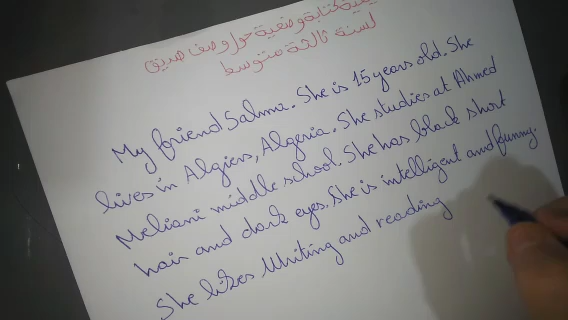 كتابة وضعية حول وصف صديق
لسنة ثالثة متوسط
My friend Salma. She is 15 years old. She
lives in Algiers, Algeria. She studies at Ahmed
Meliani middle school. She has black short
hair and dark eyes. She is intelligent and funny.
She likes Writing and reading